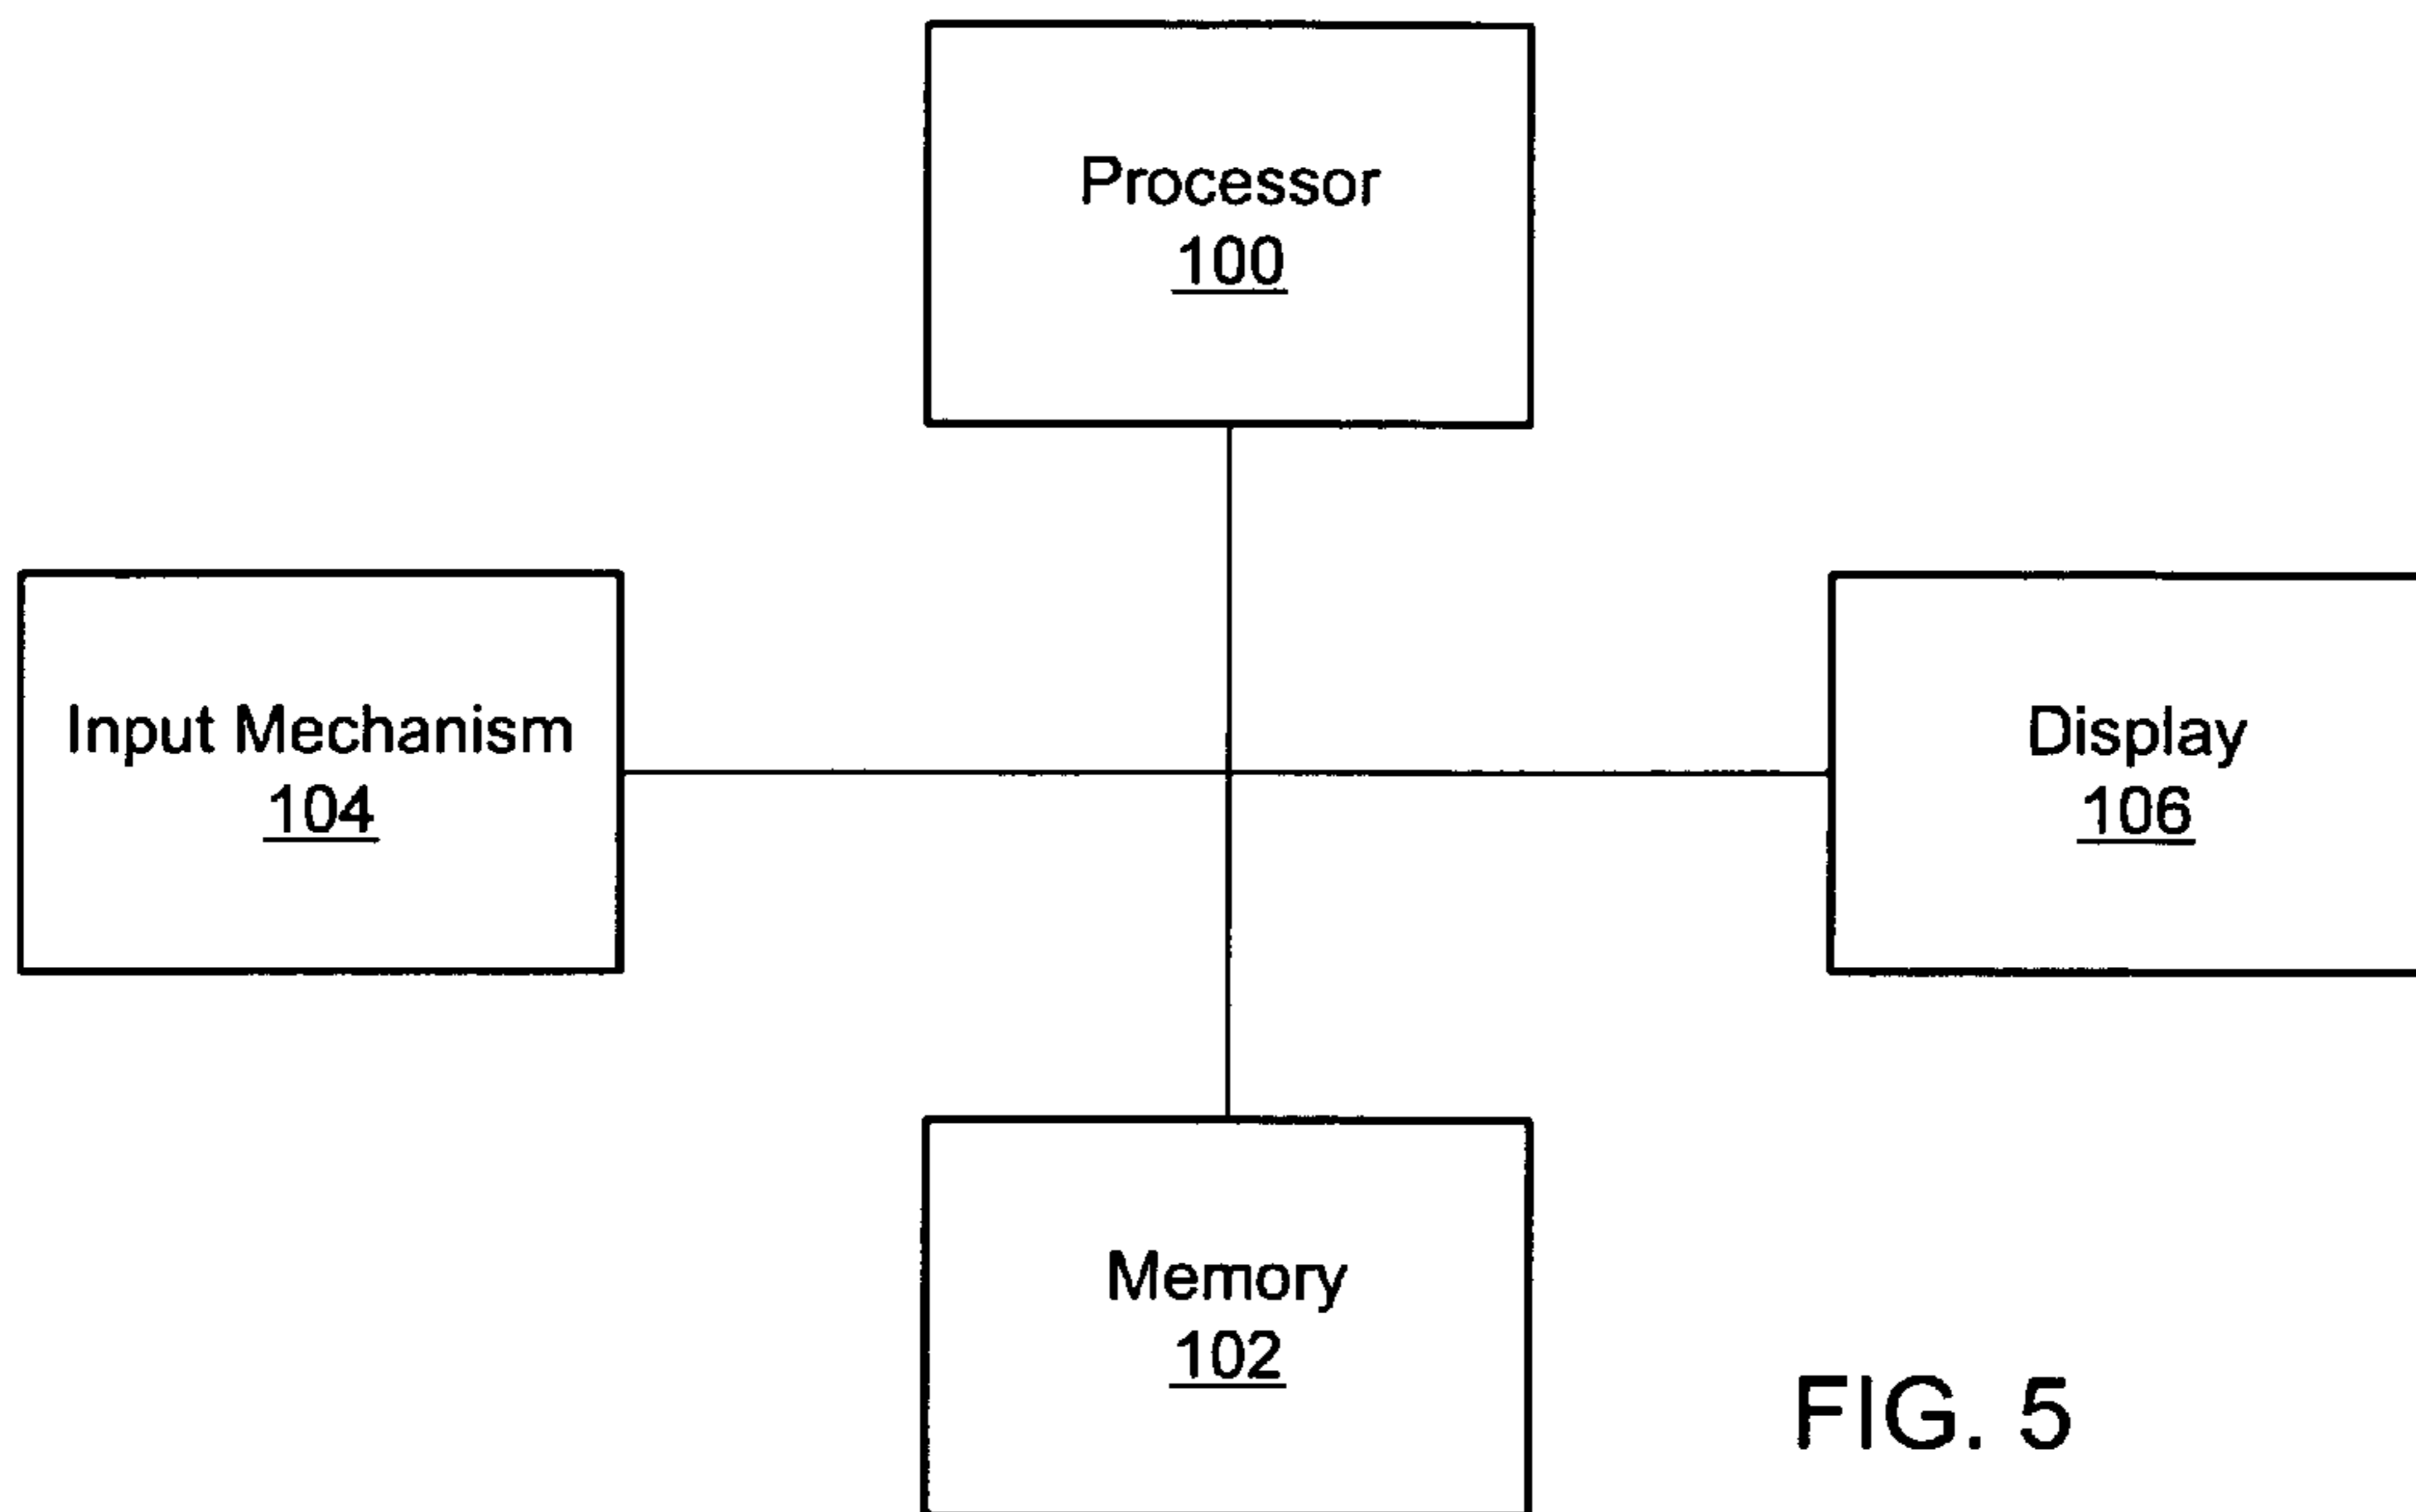 Processor
100
Input Mechanism
104
Display
106
Memory
102
FIG. 5